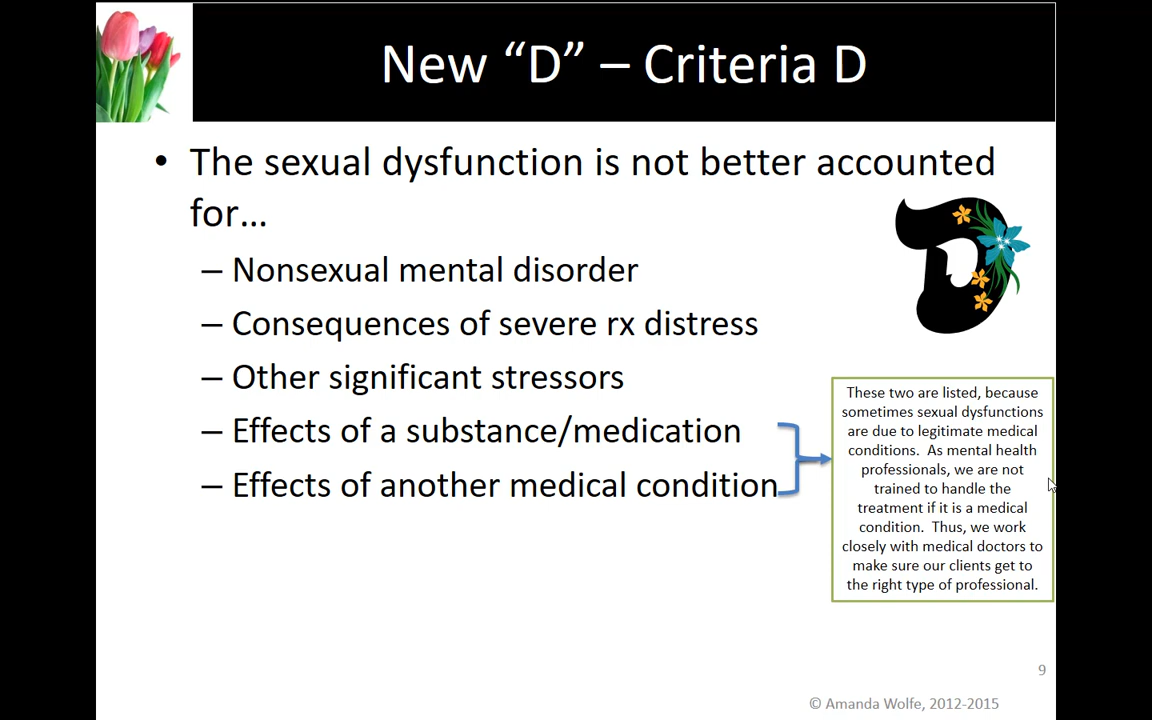 New “D” – Criteria D
• The sexual dysfunction is not better accounted
for…
– Nonsexual mental disorder
– Consequences of severe rx distress
– Other significant stressors
– Effects of a substance/medication
– Effects of another medical condition
D
These two are listed, because
sometimes sexual dysfunctions
are due to legitimate medical
conditions. As mental health
professionals, we are not
trained to handle the
treatment if it is a medical
condition. Thus, we work
closely with medical doctors to
make sure our clients get to
the right type of professional.
9
© Amanda Wolfe, 2012-2015